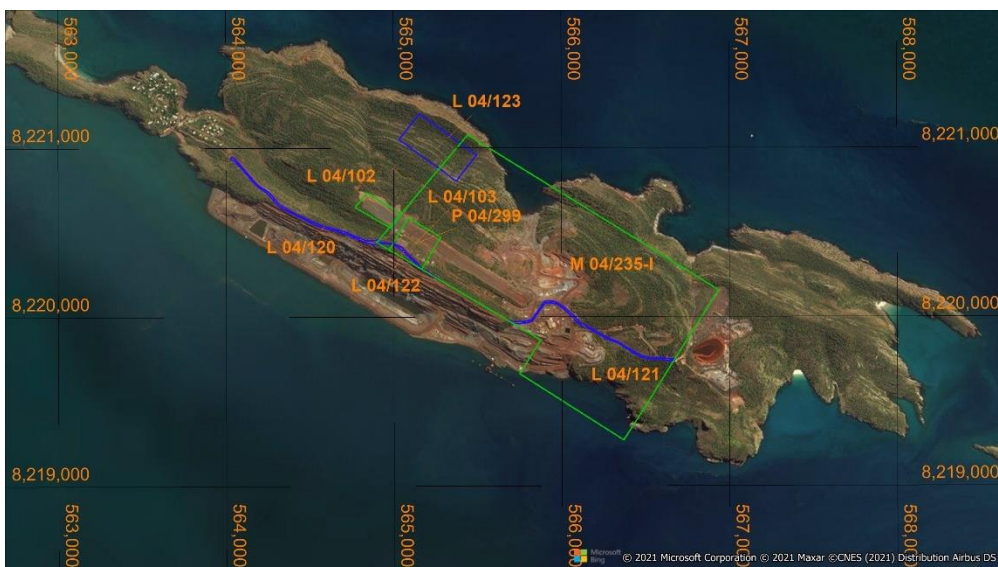 563,000
564,000
565,000
566,000
567,000
568,000
L 04/123
8,221,000
8,221,000
L 04/102
L 04/103
P 04/299
L 04/120
M 04/235-I
L 04/122
8,220,000
8,220,000
L 04/121
8,219,000
8,219,000
563,000
564,000
565,000
566,000
567,000
568,000
Microsoft
Bing
© 2021 Microsoft Corporation © 2021 Maxar ©CNES (2021) Distribution Airbus DS